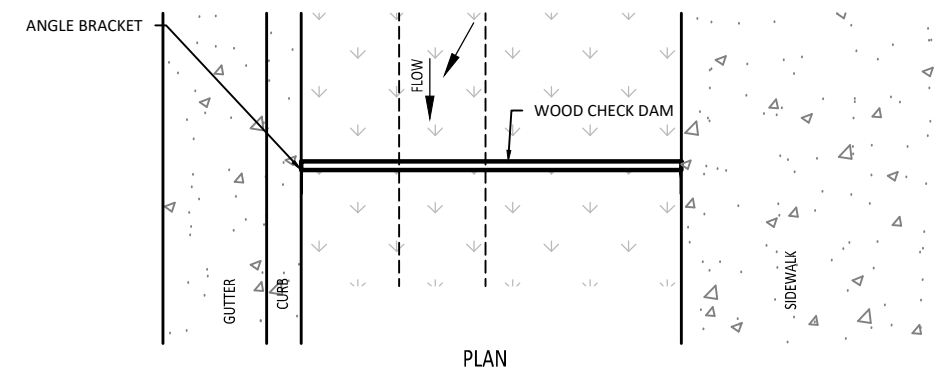 ANGLE BRACKET
FLOW
WOOD CHECK DAM
GUTTER
CURB
SIDEWALK
PLAN